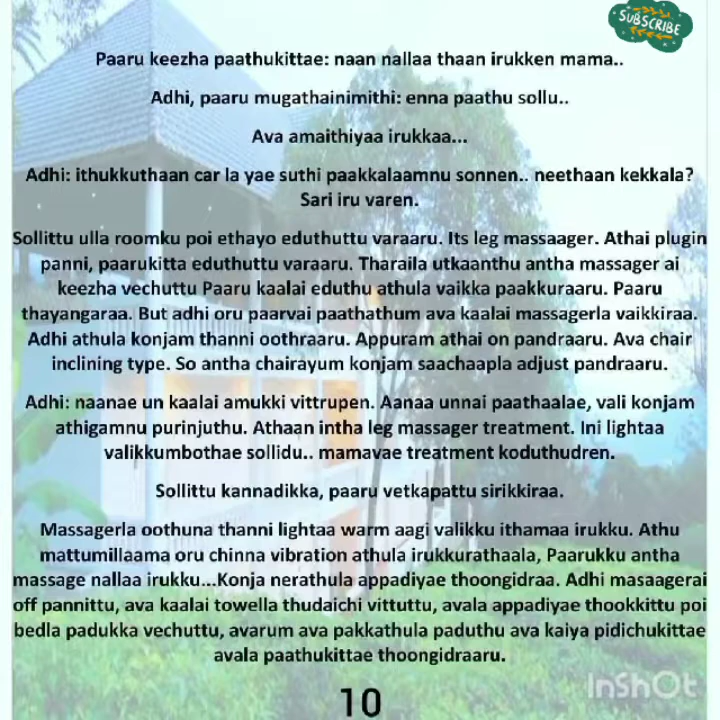 SUBSCRIBE
Paaru keezha paathukittae: naan nallaa thaan irukken mama..
Adhi, paaru mugathainimithi: enna paathu sollu..
Ava amaithiyaa irukkaa...
Adhi: ithukkuthaan car la yae suthi paakkalaamnu sonnen.. neethaan kekkala?
Sari iru varen.
Sollittu ulla roomku poi ethayo eduthuttu varaaru. Its leg massaager. Athai plugin
panni, paarukitta eduthuttu varaaru. Tharaila utkaanthu antha massager ai
keezha vechuttu Paaru kaalai eduthu athula vaikka paakkuraaru. Paaru
thayangaraa. But adhi oru paarvai paathathum ava kaalai massagerla vaikkiraa.
Adhi athula konjam thanni oothraaru. Appuram athai on pandraaru. Ava chair
inclining type. So antha chairayum konjam saachaapla adjust pandraaru.
Adhi: naanae un kaalai amukki vittrupen. Aanaa unnai paathaalae, vali konjam
athigamnu purinjuthu. Athaan intha leg massager treatment. Ini lightaa
valikkumbothae sollidu.. mamavae treatment koduthudren.
Sollittu kannadikka, paaru vetkapattu sirikkiraa.
Massagerla oothuna thanni lightaa warm aagi valikku ithamaa irukku. Athu
mattumillaama oru chinna vibration athula irukkurathaala, Paarukku antha
massage nallaa irukku...Konja nerathula appadiyae thoongidraa. Adhi masaagerai
off pannittu, ava kaalai towella thudaichi vittuttu, avala appadiyae thookkittu poi
bedla padukka vechuttu, avarum ava pakkathula paduthu ava kaiya pidichukittae
avala paathukittae thoongidraaru.
InShOt
10